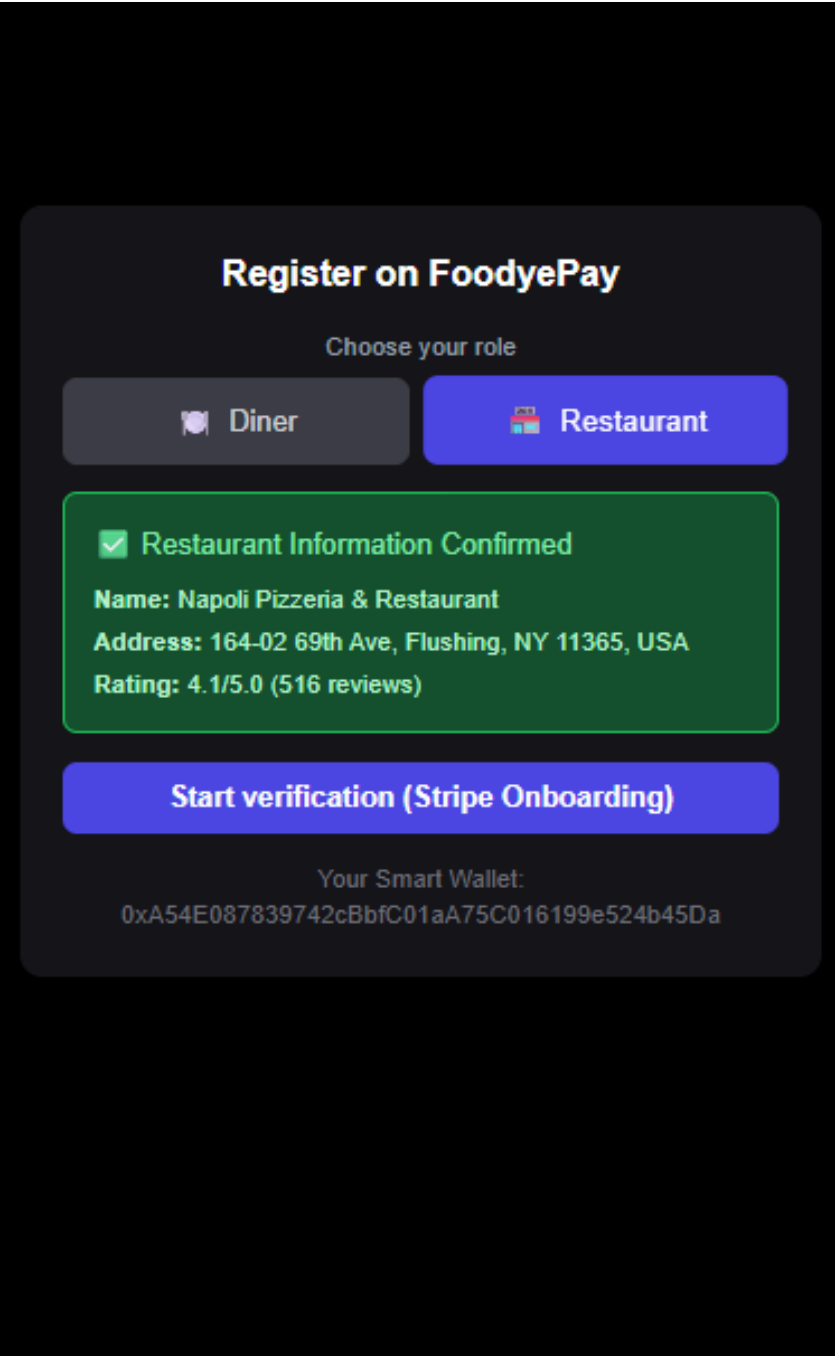 Register on FoodyePay
Choose your role
🍽️ Diner
🏪 Restaurant
✅ Restaurant Information Confirmed
Name: Napoli Pizzeria & Restaurant
Address: 164-02 69th Ave, Flushing, NY 11365, USA
Rating: 4.1/5.0 (516 reviews)
Start verification (Stripe Onboarding)
Your Smart Wallet:
0xA54E087839742cBbfC01aA75C016199e524b45Da